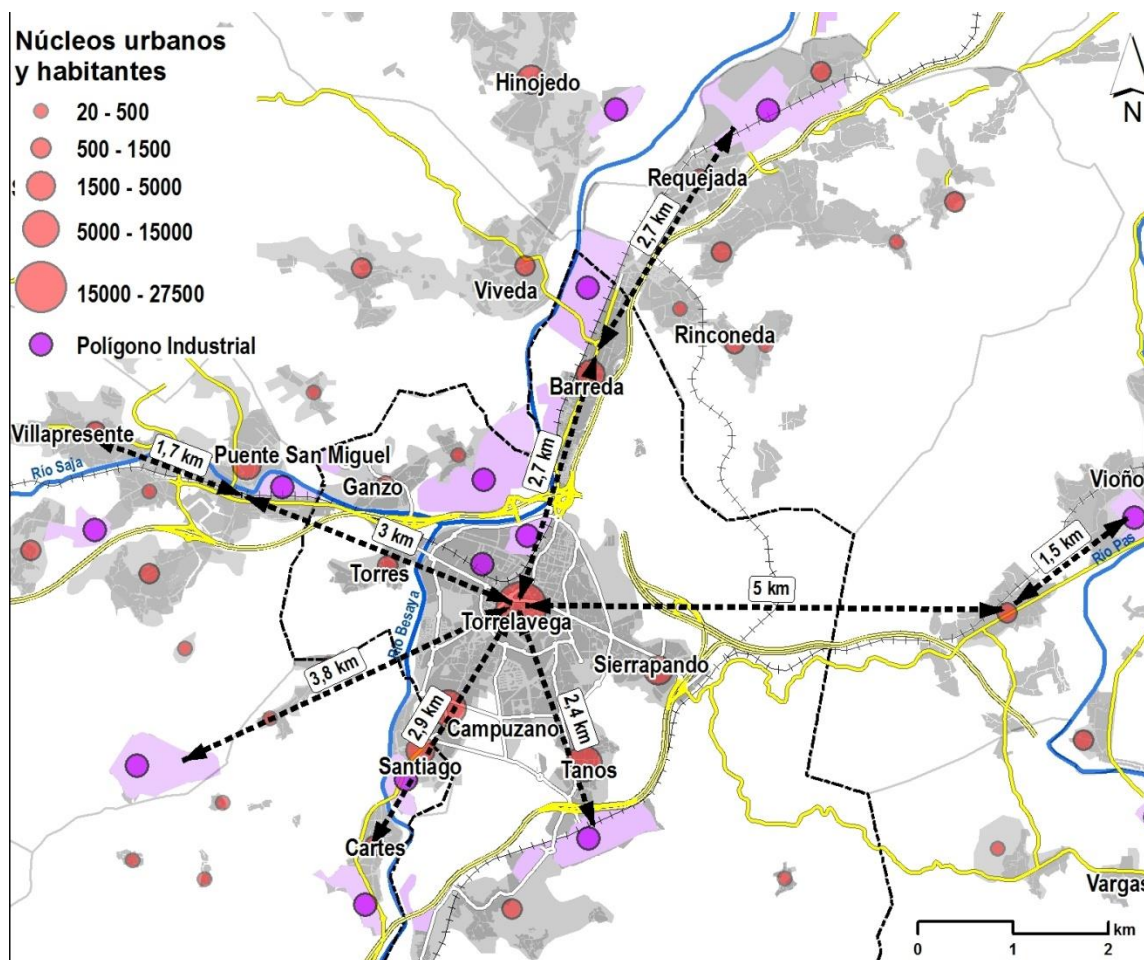 Núcleos urbanos
y habitantes
20 - 500
500 - 1500
1500 - 5000
5000 - 15000
15000 - 27500
Polígono Industrial
N
Hinojedo
Requejada
2,7 km
Viveda
Rinconeda
Barreda
Villapresente
1,7 km
Puente San Miguel
Río Saja
Ganzo
2,7 km
Vioño
3 km
Torres
Río Pas
1,5 km
5 km
Torrelavega
Río Besaya
Sierrapando
3,8 km
2,9 km
2,4 km
Campuzano
Santiago
Tanos
Cartes
Vargas
km
0 1 2